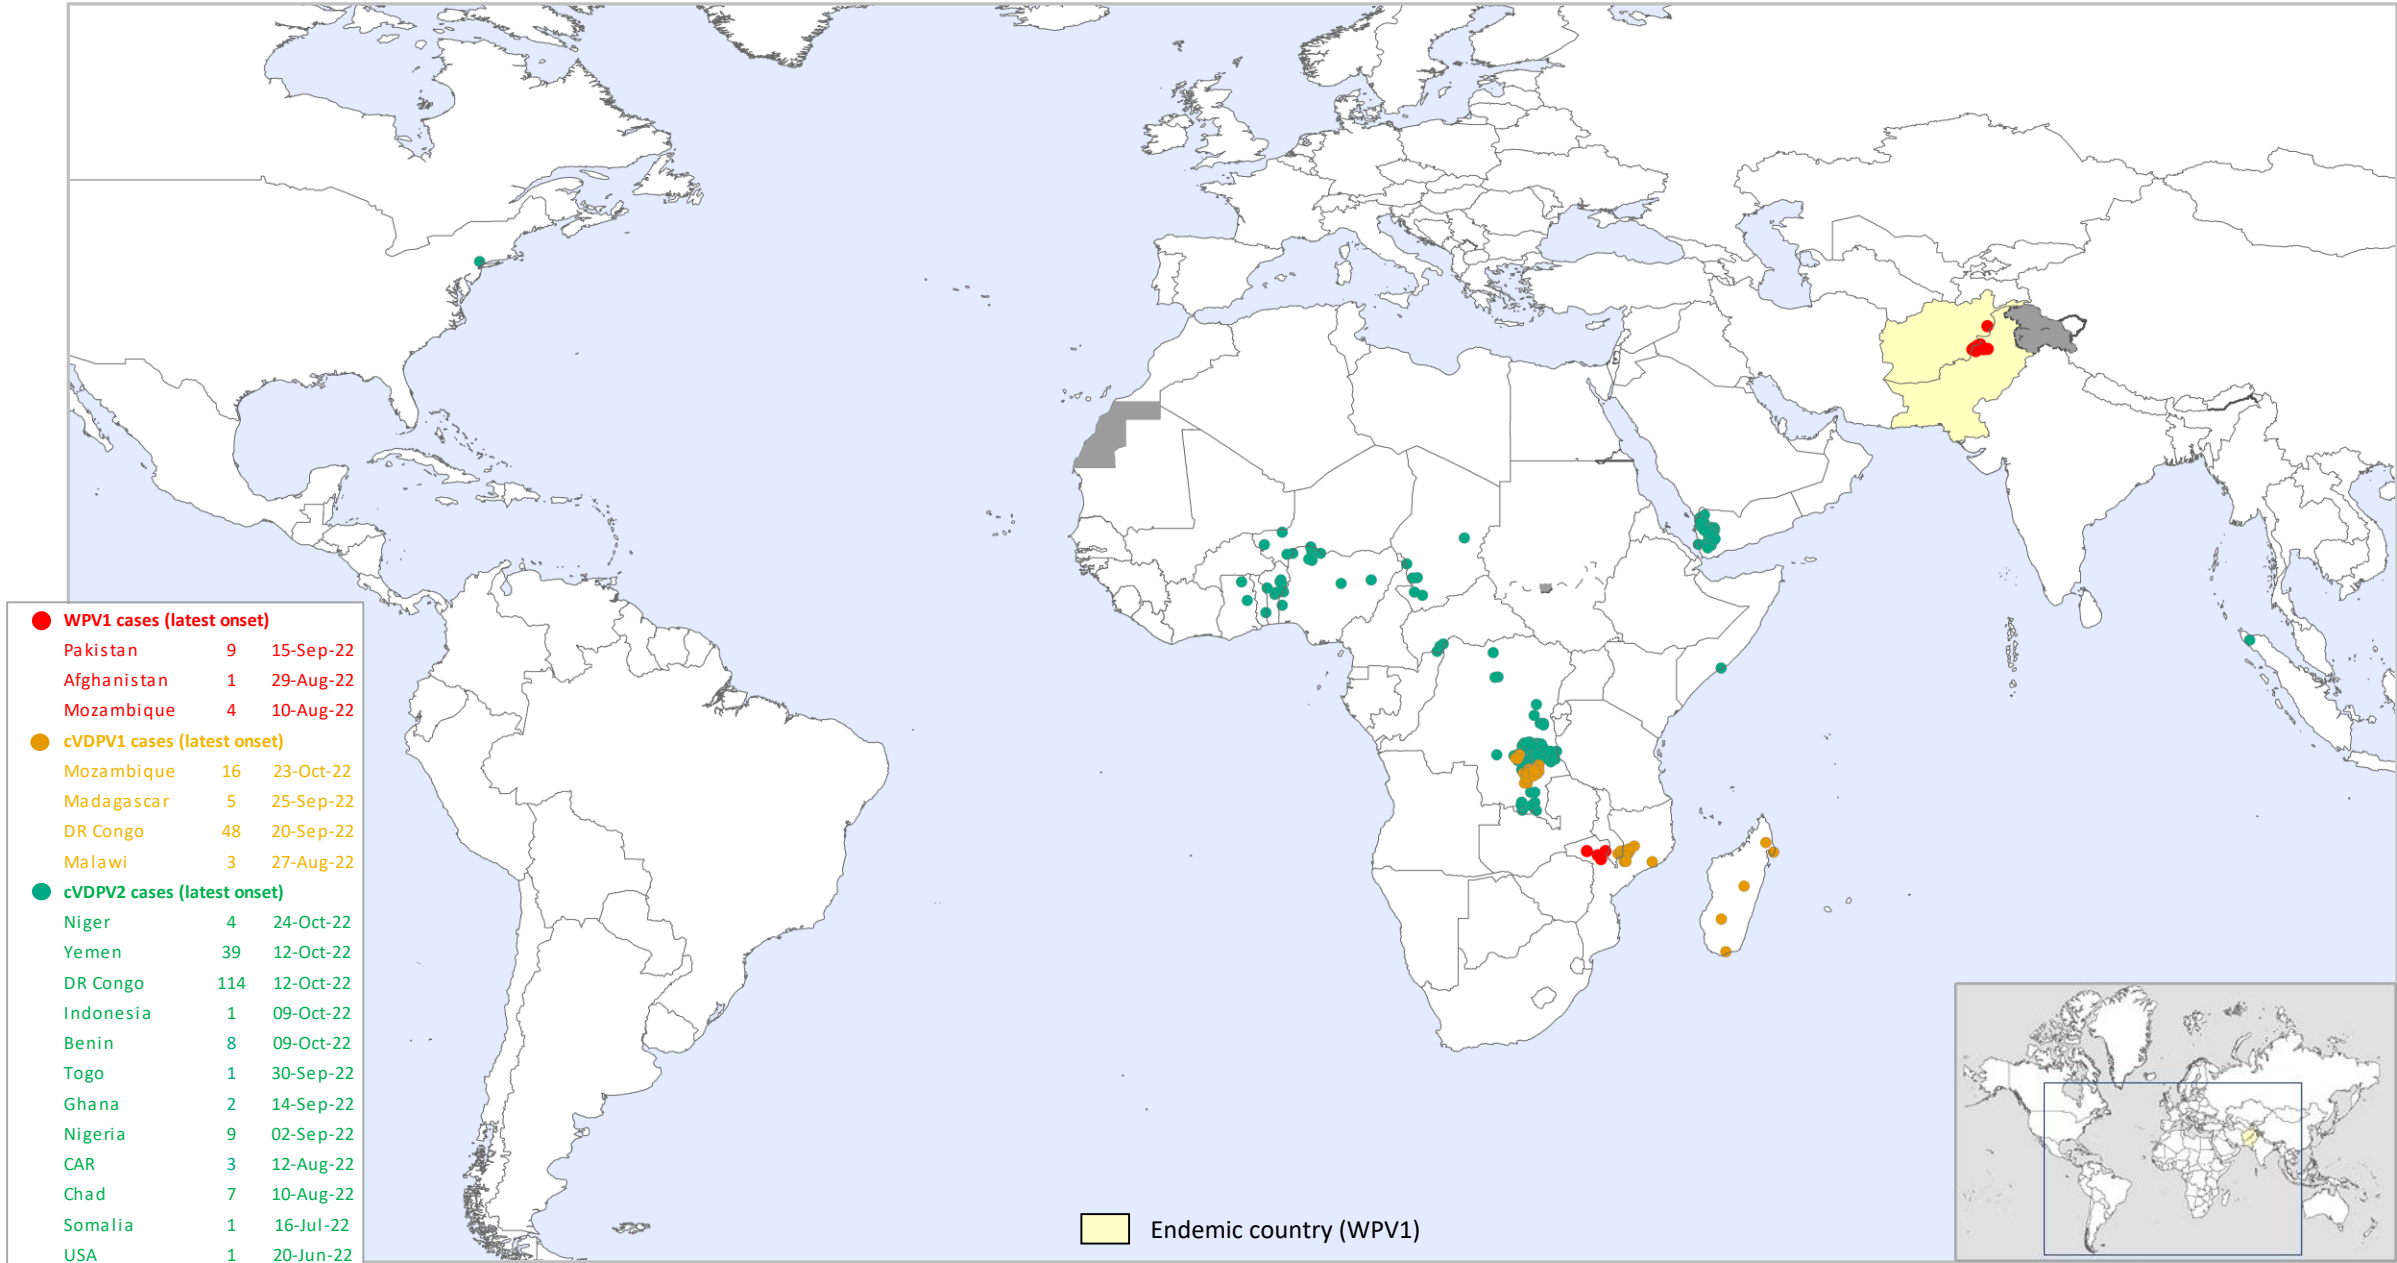 WPV1 cases (latest onset)
Pakistan 9 15-Sep-22
Afghanistan 1 29-Aug-22
Mozambique 4 10-Aug-22
cVDPV1 cases (latest onset)
Mozambique 16 23-Oct-22
Madagascar 5 25-Sep-22
DR Congo 48 20-Sep-22
Malawi 3 27-Aug-22
cVDPV2 cases (latest onset)
Niger 4 24-Oct-22
Yemen 39 12-Oct-22
DR Congo 114 12-Oct-22
Indonesia 1 09-Oct-22
Benin 8 09-Oct-22
Togo 1 30-Sep-22
Ghana 2 14-Sep-22
Nigeria 9 02-Sep-22
CAR 3 12-Aug-22
Chad 7 10-Aug-22
Somalia 1 16-Jul-22
USA 1 20-Jun-22
Endemic country (WPV1)